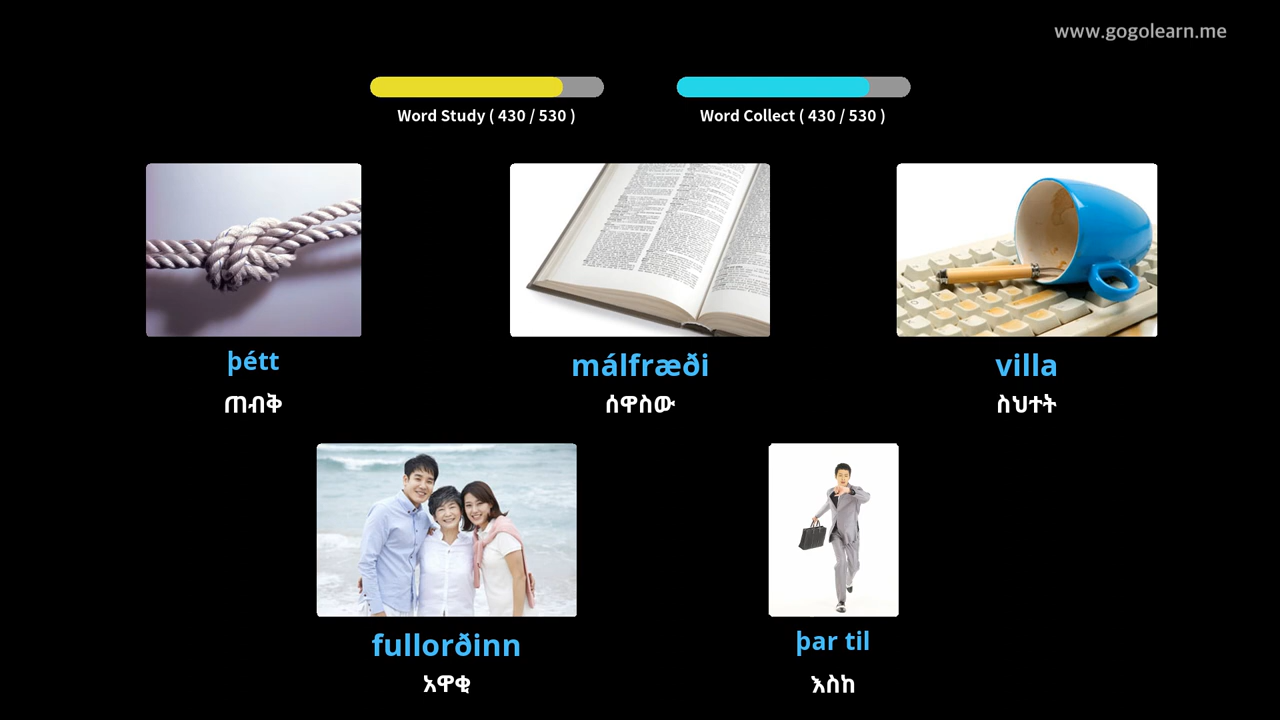 www.gogolearn.me
Word Study ( 430 / 530 )
Word Collect ( 430 / 530 )
þétt
málfræði
villa
ጠብቅ
ሰዋስው
ስህተት
fullorðinn
þar til
አዋቂ
እስከ